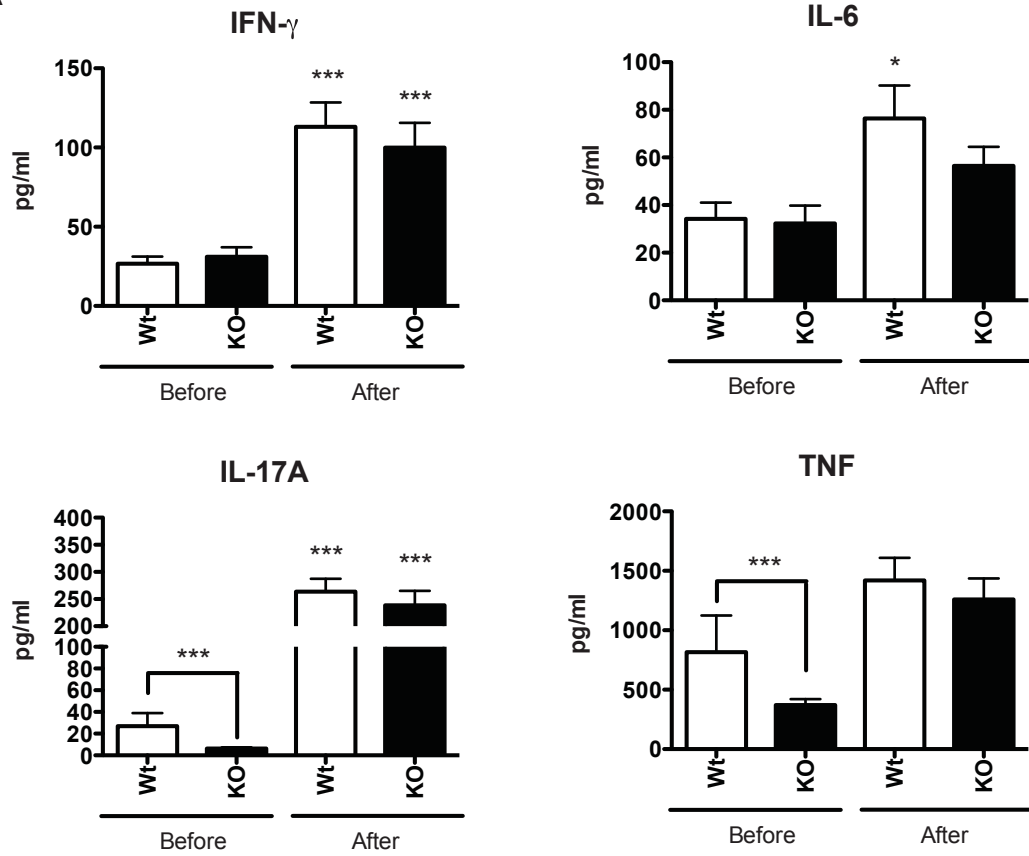 IFN-γ
150
100
50
0
pg/ml
***
***
Wt
KO
Wt
KO
Before
After
IL-6
100
80
60
40
20
0
pg/ml
*
Wt
KO
Wt
KO
Before
After
IL-17A
400
350
300
250
200
100
80
60
40
20
0
pg/ml
***
***
***
Wt
KO
Wt
KO
Before
After
TNF
2000
1500
1000
500
0
pg/ml
***
Wt
KO
Wt
KO
Before
After